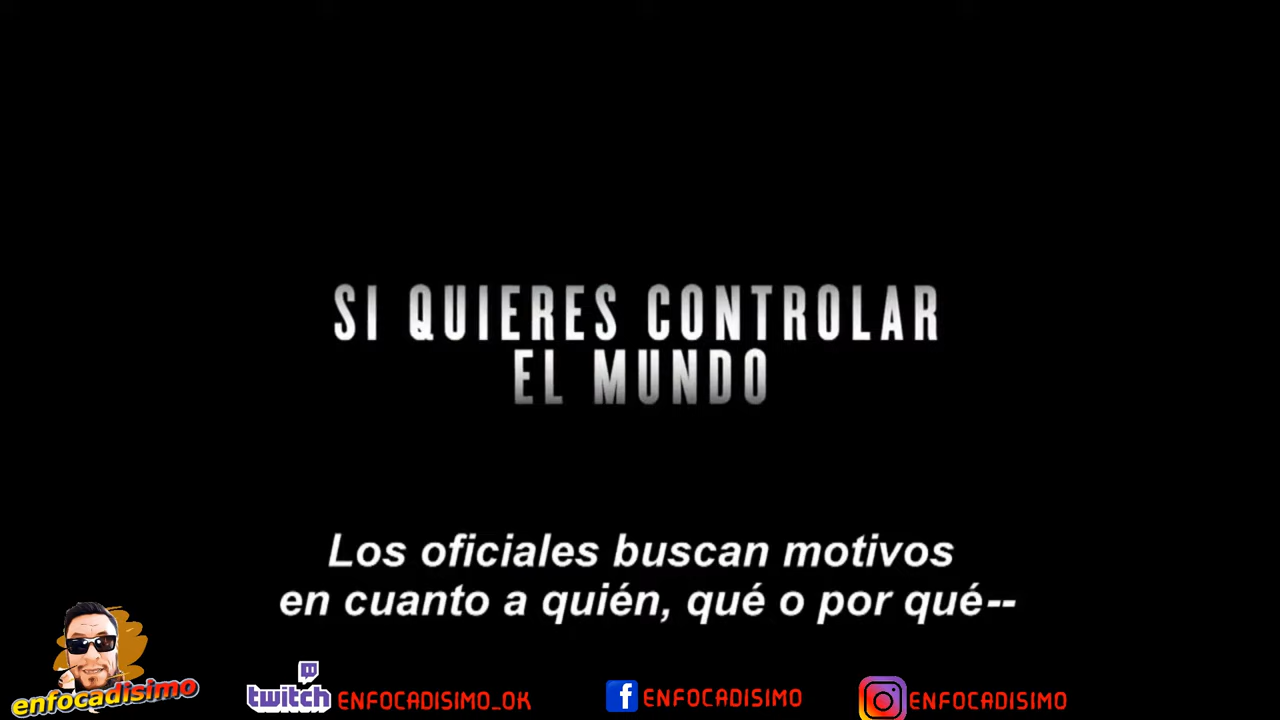 SI QUIERES CONTROLAR
EL MUNDO
Los oficiales buscan motivos
en cuanto a quién, qué o por qué--
enfocadisimo
twitch ENFOCADISIMO_OK
f ENFOCADISIMO
ENFOCADISIMO